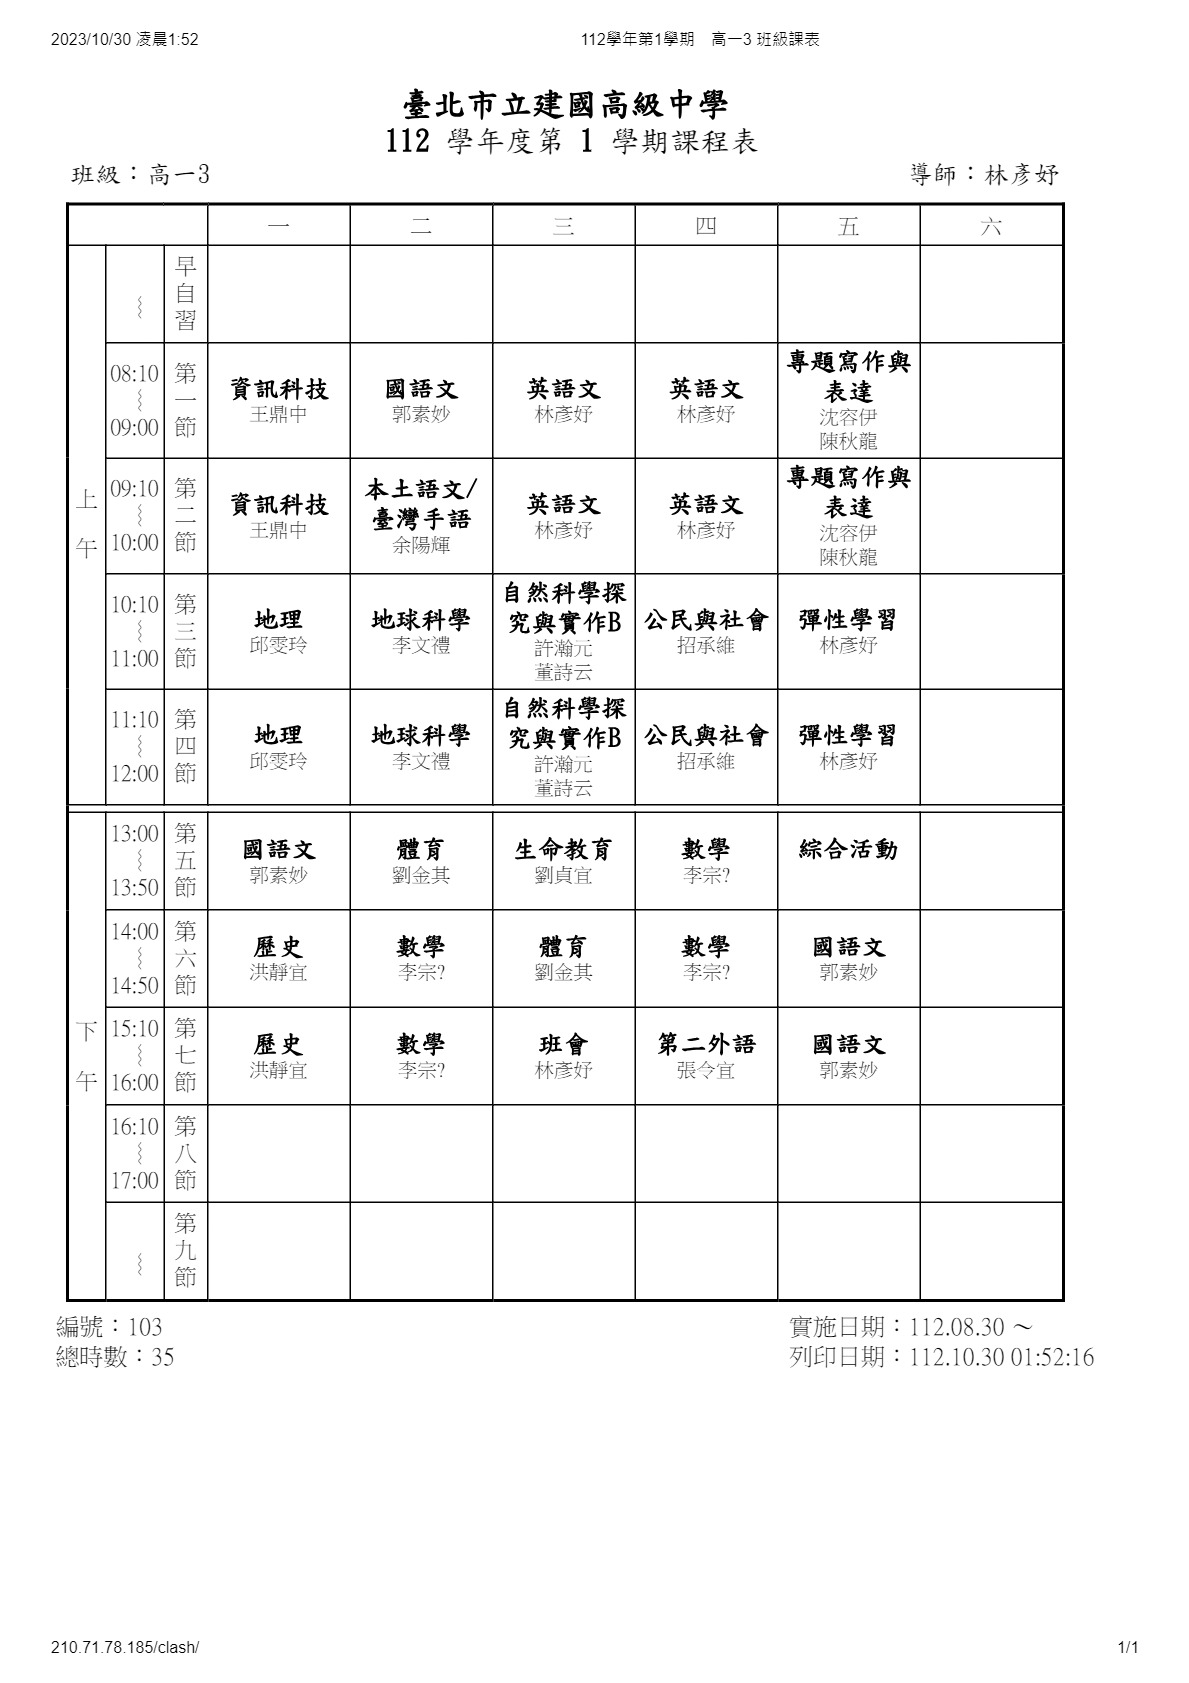 2023/10/30 凌晨1:52
112學年第1學期 高一3 班級課表
臺北市立建國高級中學
112 學年度第 1 學期課程表
班級：高一3
導師：林彥妤
一 二 三 四 五 六
上午
～
早自習
08:10
～
09:00
第一節
資訊科技
王鼎中
國語文
郭素妙
英語文
林彥妤
英語文
林彥妤
專題寫作與
表達
沈容伊
陳秋龍
09:10
～
10:00
第二節
資訊科技
王鼎中
本土語文/
臺灣手語
余陽輝
英語文
林彥妤
英語文
林彥妤
專題寫作與
表達
沈容伊
陳秋龍
10:10
～
11:00
第三節
地理
邱雯玲
地球科學
李文禮
自然科學探
究與實作B
許瀚元
董詩云
公民與社會
招承維
彈性學習
林彥妤
11:10
～
12:00
第四節
地理
邱雯玲
地球科學
李文禮
自然科學探
究與實作B
許瀚元
董詩云
公民與社會
招承維
彈性學習
林彥妤
下午
13:00
～
13:50
第五節
國語文
郭素妙
體育
劉金其
生命教育
劉貞宜
數學
李宗?
綜合活動
14:00
～
14:50
第六節
歷史
洪靜宜
數學
李宗?
體育
劉金其
數學
李宗?
國語文
郭素妙
15:10
～
16:00
第七節
歷史
洪靜宜
數學
李宗?
班會
林彥妤
第二外語
張令宜
國語文
郭素妙
16:10
～
17:00
第八節
～
第九節
編號：103
總時數：35
實施日期：112.08.30 ～
列印日期：112.10.30 01:52:16
210.71.78.185/clash/
1/1